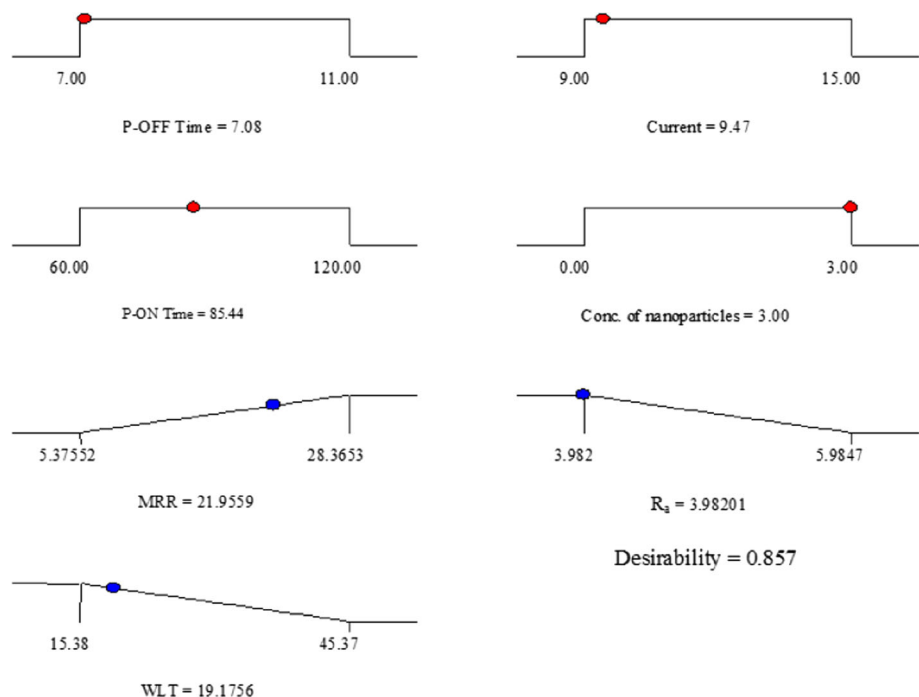 7.00 11.00
P-OFF Time = 7.08
9.00 15.00
Current = 9.47
60.00 120.00
P-ON Time = 85.44
0.00 3.00
Conc. of nanoparticles = 3.00
5.37552 28.3653
MRR = 21.9559
3.982 5.9847
Rₐ = 3.98201
Desirability = 0.857
15.38 45.37
WLT = 19.1756